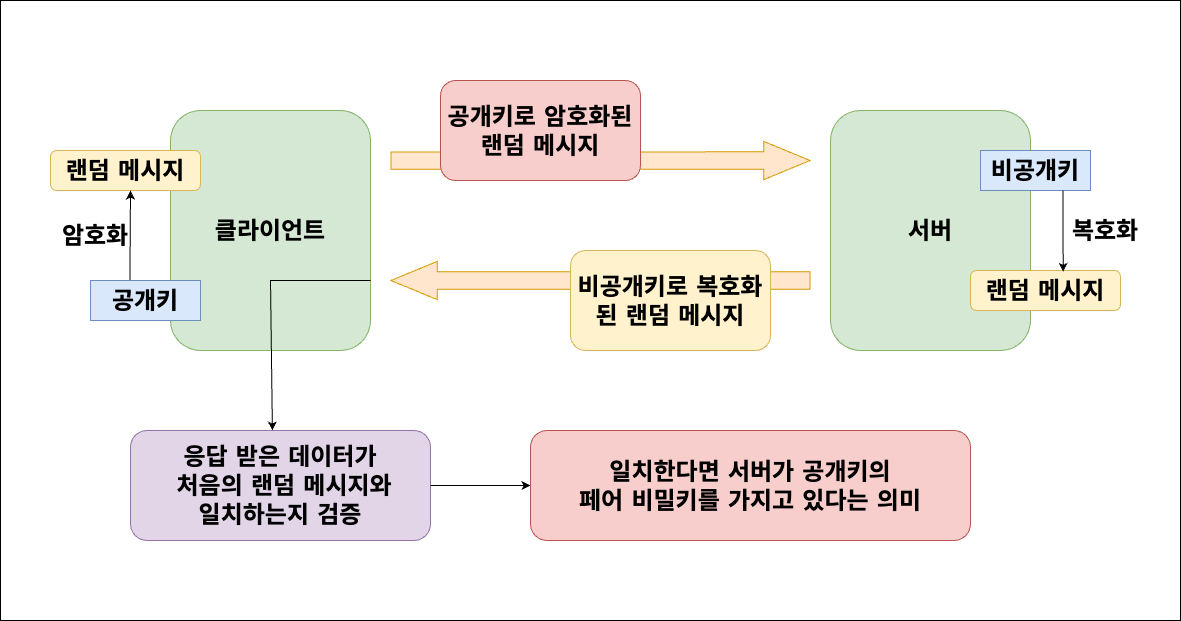 공개키로 암호화된
랜덤 메시지
랜덤 메시지
암호화
공개키
클라이언트
서버
비공개키
복호화
랜덤 메시지
비공개키로 복호화
된 랜덤 메시지
응답 받은 데이터가
처음의 랜덤 메시지와
일치하는지 검증
일치한다면 서버가 공개키의
페어 비밀키를 가지고 있다는 의미